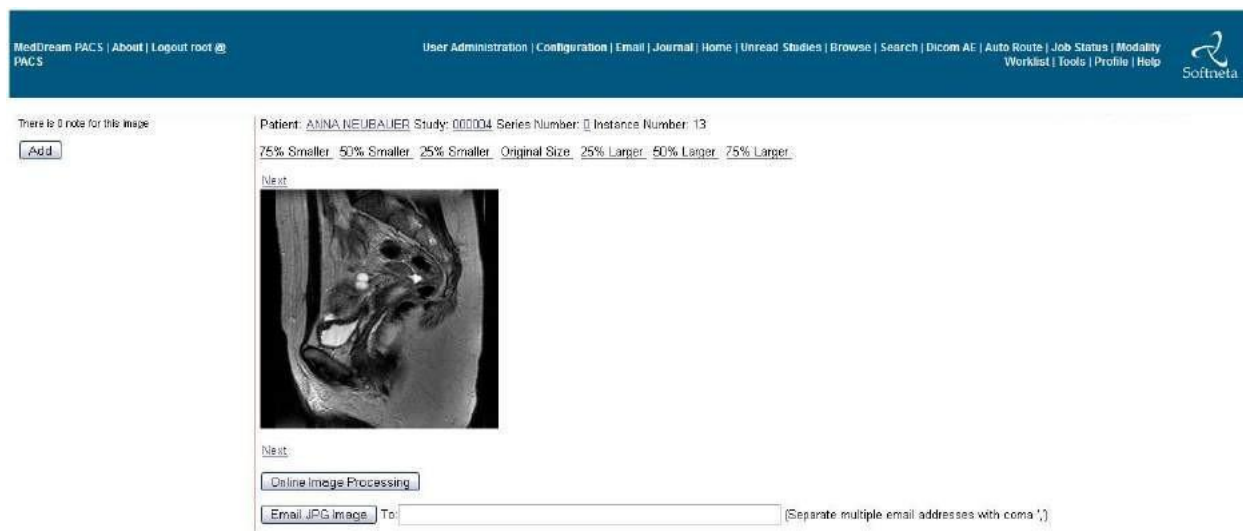 MedDream PACS | About | Logout root @
PACS
User Administration | Configuration | Email | Journal | Home | Unread Studies | Browse | Search | Dicom AE | Auto Route | Job Status | Modality
Worklist | Tools | Profile | Help
Softneta
There is 0 note for this image
Add
Patient: ANNA NEUBAUER Study: 000004 Series Number: 0 Instance Number: 13
75% Smaller 50% Smaller 25% Smaller Original Size 25% Larger 50% Larger 75% Larger
Next
Next
Online Image Processing
Email JPG Image To: (Separate multiple email addresses with coma ',')